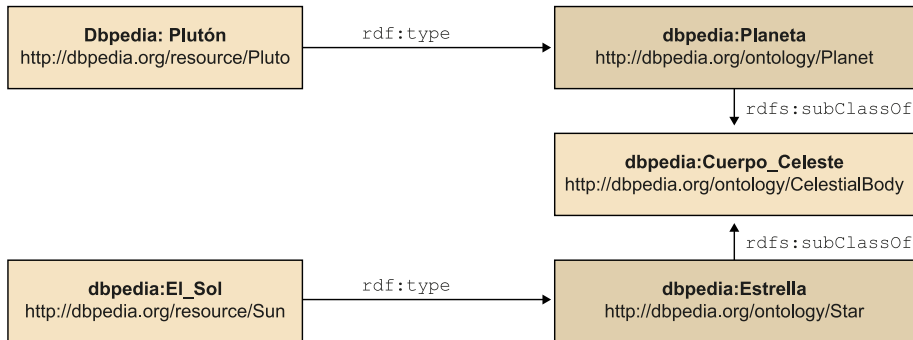 Dbpedia: Plutón
http://dbpedia.org/resource/Pluto
rdf:type
dbpedia:Planeta
http://dbpedia.org/ontology/Planet
rdfs:subClassOf
dbpedia:Cuerpo_Celeste
http://dbpedia.org/ontology/CelestialBody
rdfs:subClassOf
dbpedia:El_Sol
http://dbpedia.org/resource/Sun
rdf:type
dbpedia:Estrella
http://dbpedia.org/ontology/Star